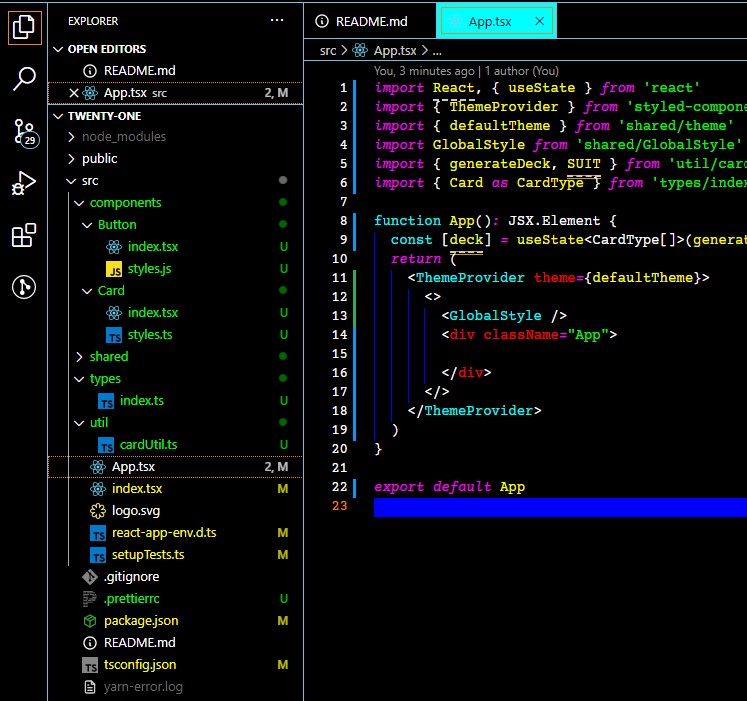 EXPLORER
···
OPEN EDITORS
README.md
App.tsx src 2, M
TWENTY-ONE
node_modules
public
src
components
Button
index.tsx U
styles.js U
Card
index.tsx U
styles.ts U
shared
types
index.ts U
util
cardUtil.ts U
App.tsx 2, M
index.tsx M
logo.svg
react-app-env.d.ts M
setupTests.ts M
.gitignore
.prettierrc U
package.json M
README.md
tsconfig.json M
yarn-error.log
29
README.md
App.tsx
src > App.tsx > ...
You, 3 minutes ago | 1 author (You)
1 import React, { useState } from 'react'
2 import { ThemeProvider } from 'styled-compone
3 import { defaultTheme } from 'shared/theme'
4 import GlobalStyle from 'shared/GlobalStyle'
5 import { generateDeck, SUIT } from 'util/car
6 import { Card as CardType } from 'types/index
7
8 function App(): JSX.Element {
9 const [deck] = useState<CardType[]>(genera
10 return (
11 <ThemeProvider theme={defaultTheme}>
12 <>
13 <GlobalStyle />
14 <div className="App">
15
16 </div>
17 </>
18 </ThemeProvider>
19 )
20 }
21
22 export default App
23